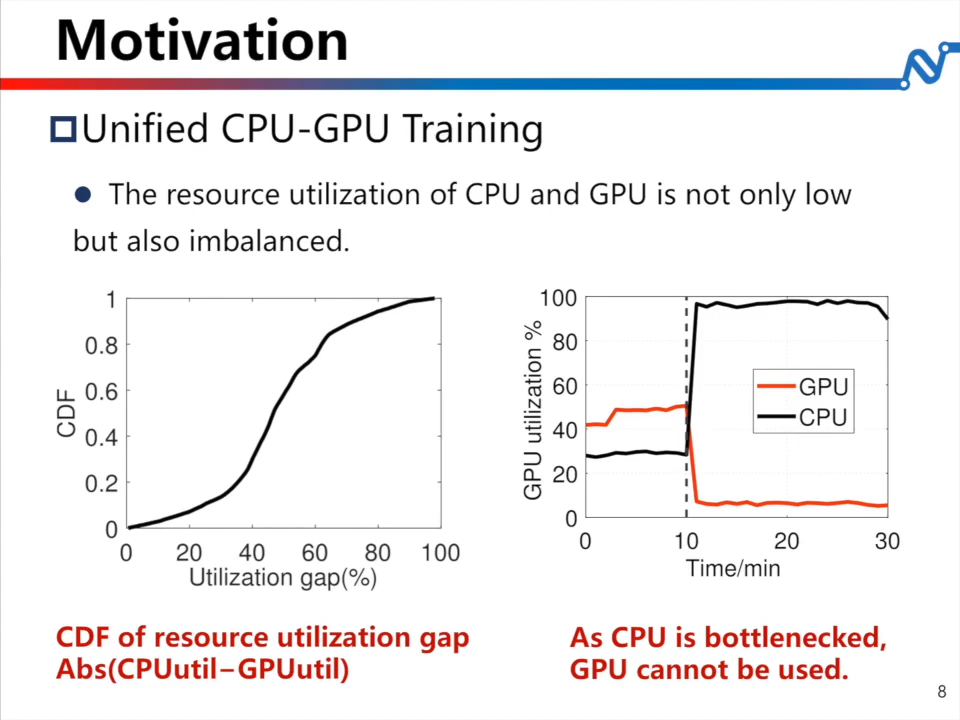 Motivation
Unified CPU-GPU Training
The resource utilization of CPU and GPU is not only low
but also imbalanced.
1
0.8
0.6
0.4
0.2
0
CDF
0 20 40 60 80 100
Utilization gap(%)
100
80
60
40
20
0
GPU utilization %
GPU
CPU
0 10 20 30
Time/min
CDF of resource utilization gap
Abs(CPUutil−GPUutil)
As CPU is bottlenecked,
GPU cannot be used.
8